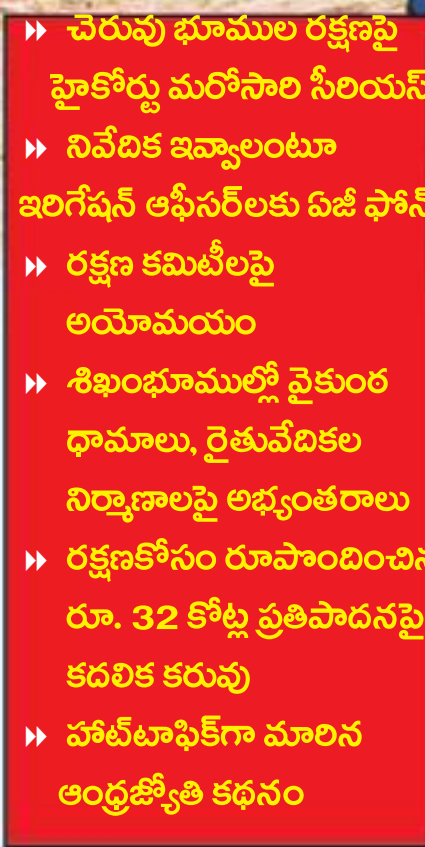 చెరువు భూముల రక్షణపై
హైకోర్టు మరోసారి సీరియస్
నివేదిక ఇవ్వాలంటూ
ఇరిగేషన్ ఆఫీసర్‌లకు ఏజీ ఫోన్
రక్షణ కమిటీలపై
అయోమయం
శిఖంభూముల్లో వైకుంఠ
ధామాలు, రైతువేదికల
నిర్మాణాలపై అభ్యంతరాలు
రక్షణకోసం రూపొందించిన
రూ. 32 కోట్ల ప్రతిపాదనపై
కదలిక కరువు
హాట్‌టాఫిక్‌గా మారిన
ఆంధ్రజ్యోతి కథనం